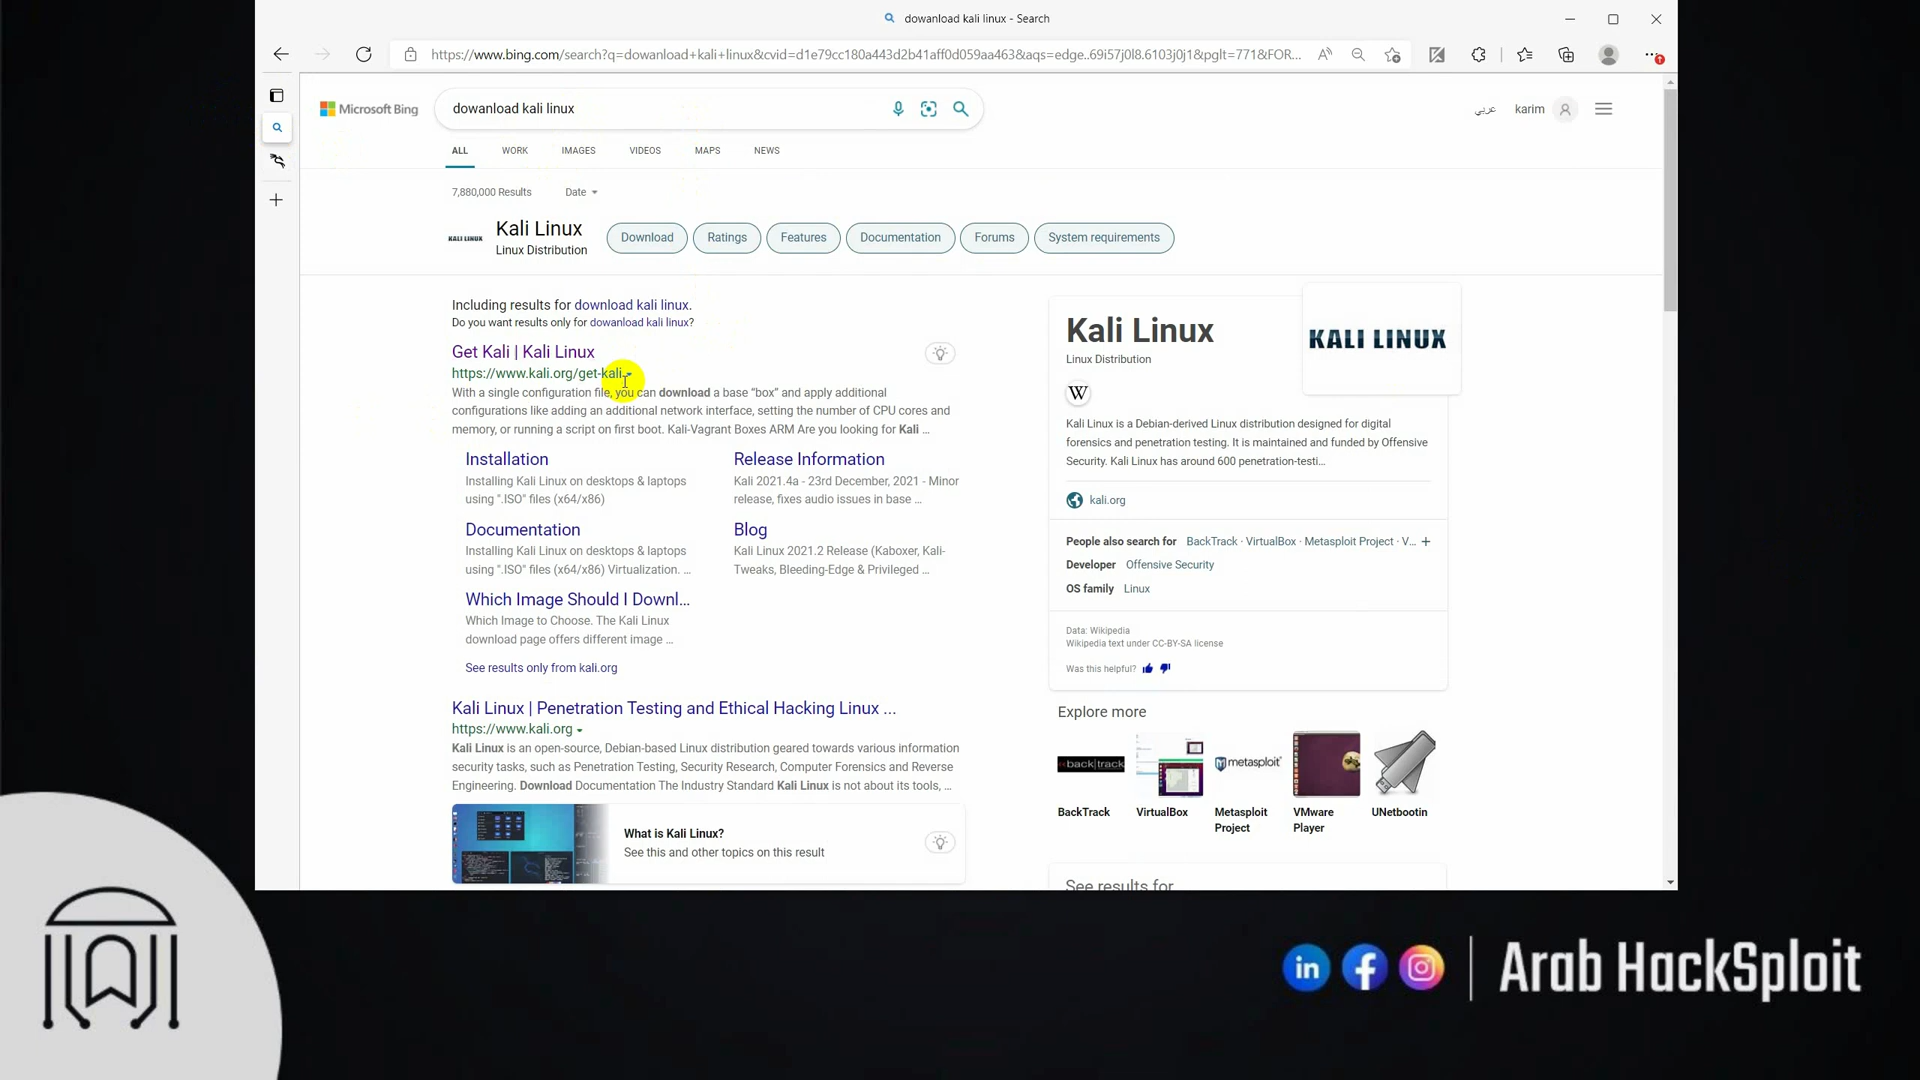 dowanload kali linux - Search
https://www.bing.com/search?q=dowanload+kali+linux&cvid=d1e79cc180a443d2b41aff0d059aa463&aqs=edge..69i57j0l8.6103j0j1&pglt=771&FOR...
Microsoft Bing
dowanload kali linux
عربي
karim
ALL WORK IMAGES VIDEOS MAPS NEWS
7,880,000 Results Date
KALI LINUX
Kali Linux
Linux Distribution
Download Ratings Features Documentation Forums System requirements
Including results for download kali linux.
Do you want results only for dowanload kali linux?
Get Kali | Kali Linux
https://www.kali.org/get-kali
With a single configuration file, you can download a base “box” and apply additional
configurations like adding an additional network interface, setting the number of CPU cores and
memory, or running a script on first boot. Kali-Vagrant Boxes ARM Are you looking for Kali ...
Installation
Installing Kali Linux on desktops & laptops
using ".ISO" files (x64/x86)
Release Information
Kali 2021.4a - 23rd December, 2021 - Minor
release, fixes audio issues in base ...
Documentation
Installing Kali Linux on desktops & laptops
using ".ISO" files (x64/x86) Virtualization. ...
Blog
Kali Linux 2021.2 Release (Kaboxer, Kali-
Tweaks, Bleeding-Edge & Privileged ...
Which Image Should I Downl...
Which Image to Choose. The Kali Linux
download page offers different image ...
See results only from kali.org
Kali Linux | Penetration Testing and Ethical Hacking Linux ...
https://www.kali.org
Kali Linux is an open-source, Debian-based Linux distribution geared towards various information
security tasks, such as Penetration Testing, Security Research, Computer Forensics and Reverse
Engineering. Download Documentation The Industry Standard Kali Linux is not about its tools, ...
What is Kali Linux?
See this and other topics on this result
Kali Linux
Linux Distribution
KALI LINUX
W
Kali Linux is a Debian-derived Linux distribution designed for digital
forensics and penetration testing. It is maintained and funded by Offensive
Security. Kali Linux has around 600 penetration-testi...
kali.org
People also search for BackTrack · VirtualBox · Metasploit Project · V... +
Developer Offensive Security
OS family Linux
Data: Wikipedia
Wikipedia text under CC-BY-SA license
Was this helpful?
Explore more
back|track
metasploit
BackTrack
VirtualBox
Metasploit
Project
VMware
Player
UNetbootin
See results for
in f | Arab HackSploit